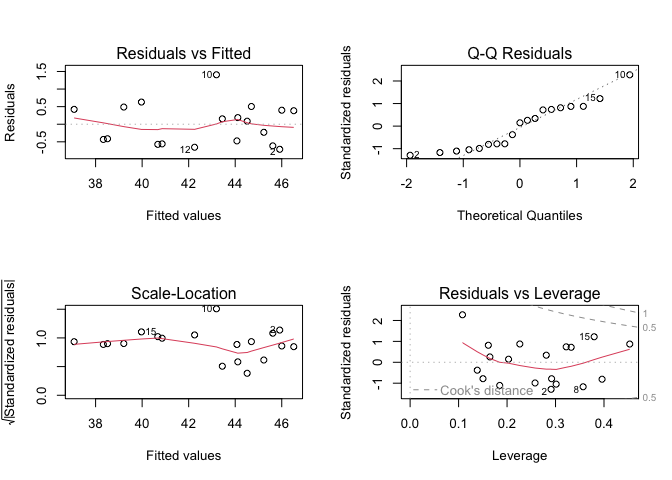 Residuals vs Fitted
Residuals
1.5
0.5
-0.5
10
12
2
38 40 42 44 46
Fitted values
Q-Q Residuals
Standardized residuals
2
1
0
-1
10
15
2
-2 -1 0 1 2
Theoretical Quantiles
Scale-Location
√|Standardized residuals|
1.0
0.0
10
15
2
38 40 42 44 46
Fitted values
Residuals vs Leverage
Standardized residuals
2
1
0
-1
15
2
8
Cook's distance
1
0.5
0.5
0.0 0.1 0.2 0.3 0.4
Leverage